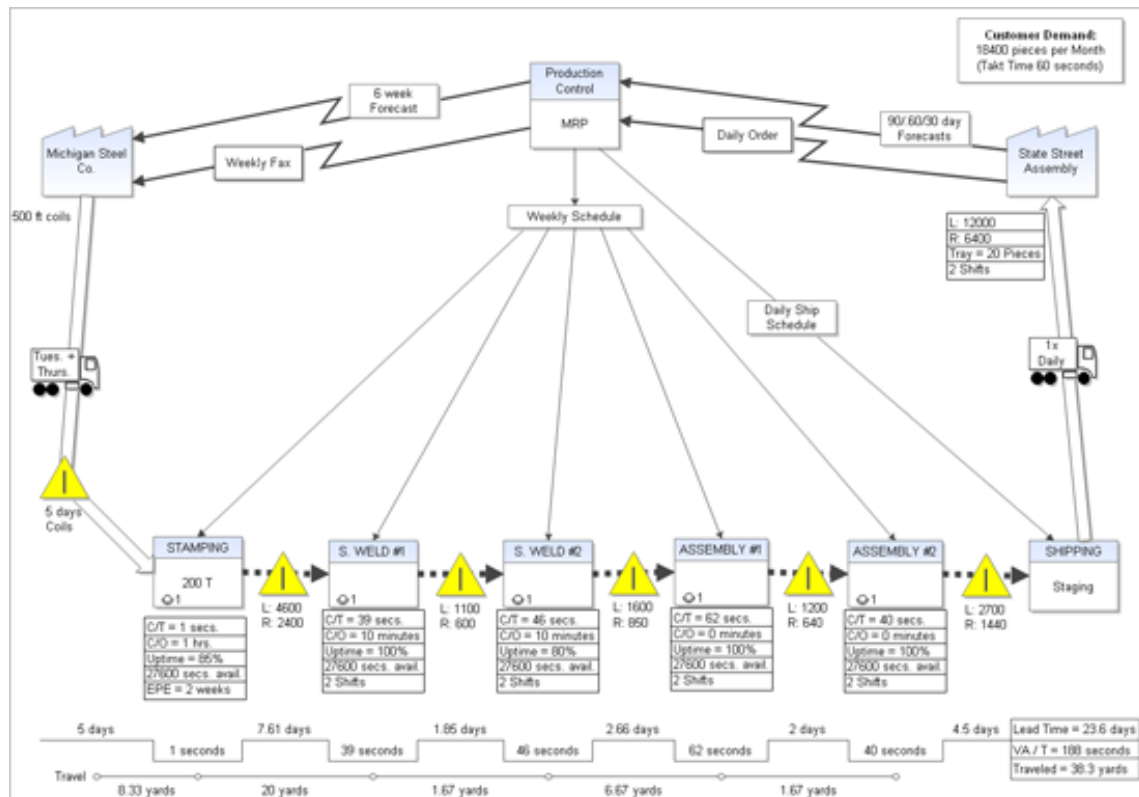 Customer Demand:
18400 pieces per Month
(Takt Time 60 seconds)
Production
Control
MRP
6 week
Forecast
Weekly Fax
90/.60/30 day
Forecasts
Daily Order
Michigan Steel
Co.
State Street
Assembly
500 ft coils
Weekly Schedule
L: 12000
R: 6400
Tray = 20 Pieces
2 Shifts
Daily Ship
Schedule
Tues. +
Thurs.
1x
Daily
5 days
Coils
STAMPING
200 T
1
C/T = 1 secs.
C/O = 1 hrs.
Uptime = 85%
27600 secs. avail.
EPE = 2 weeks
I
L: 4600
R: 2400
S. WELD #1
1
C/T = 39 secs.
C/O = 10 minutes
Uptime = 100%
27600 secs. avail.
2 Shifts
I
L: 1100
R: 600
S. WELD #2
1
C/T = 46 secs.
C/O = 10 minutes
Uptime = 80%
27600 secs. avail.
2 Shifts
I
L: 1600
R: 850
ASSEMBLY #1
1
C/T = 62 secs.
C/O = 0 minutes
Uptime = 100%
27600 secs. avail.
2 Shifts
I
L: 1200
R: 640
ASSEMBLY #2
1
C/T = 40 secs.
C/O = 0 minutes
Uptime = 100%
27600 secs. avail.
2 Shifts
I
L: 2700
R: 1440
SHIPPING
Staging
I
5 days
7.61 days
1.85 days
2.66 days
2 days
4.5 days
1 seconds
39 seconds
46 seconds
62 seconds
40 seconds
Lead Time = 23.6 days
VA / T = 188 seconds
Traveled = 38.3 yards
Travel
8.33 yards
20 yards
1.67 yards
6.67 yards
1.67 yards